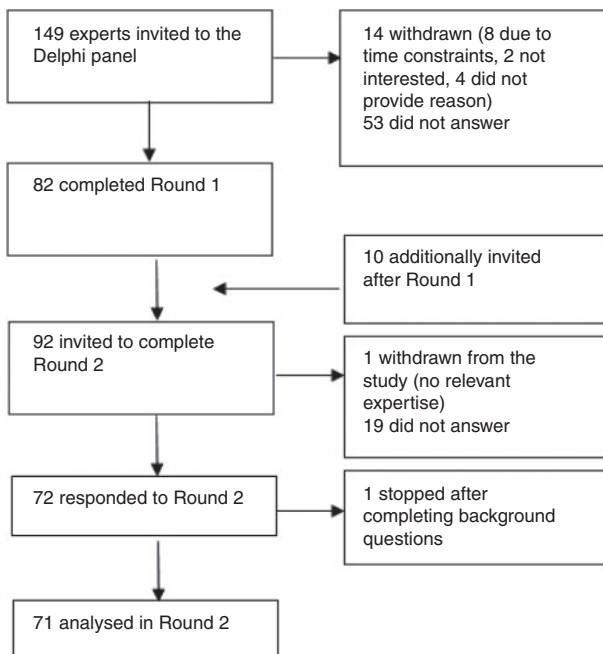 149 experts invited to the
Delphi panel
14 withdrawn (8 due to
time constraints, 2 not
interested, 4 did not
provide reason)
53 did not answer
82 completed Round 1
10 additionally invited
after Round 1
92 invited to complete
Round 2
1 withdrawn from the
study (no relevant
expertise)
19 did not answer
72 responded to Round 2
1 stopped after
completing background
questions
71 analysed in Round 2